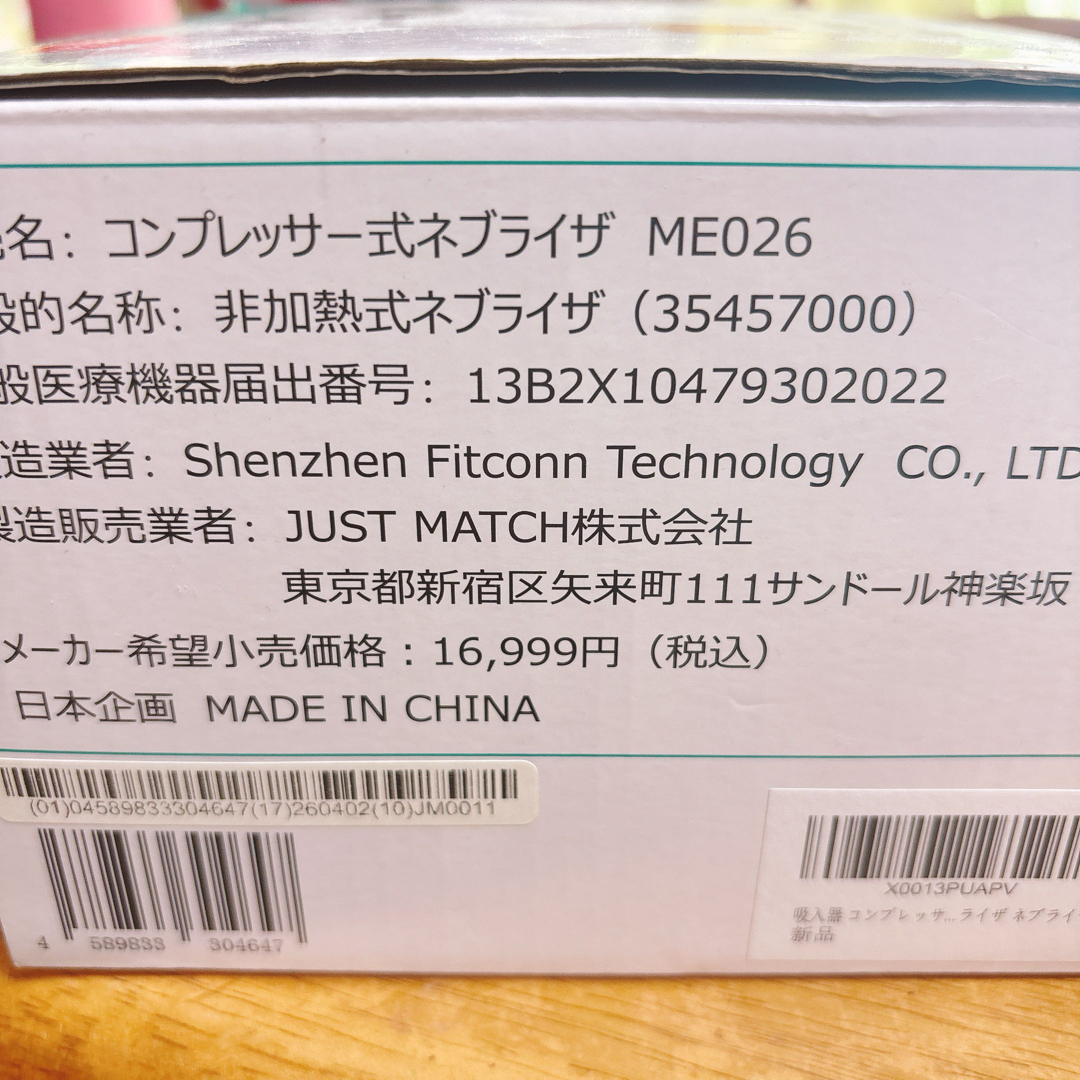 名：コンプレッサー式ネブライザ ME026
的名称：非加熱式ネブライザ（35457000）
般医療機器届出番号：13B2X10479302022
造業者：Shenzhen Fitconn Technology CO., LTD
製造販売業者：JUST MATCH株式会社
東京都新宿区矢来町111サンドール神楽坂
メーカー希望小売価格：16,999円（税込）
日本企画 MADE IN CHINA
(01)04589833304647(17)260402(10)JM0011
4 589833 304647
X0013PUAPV
吸入器 コンプレッサ...ライザ ネブライ
新品